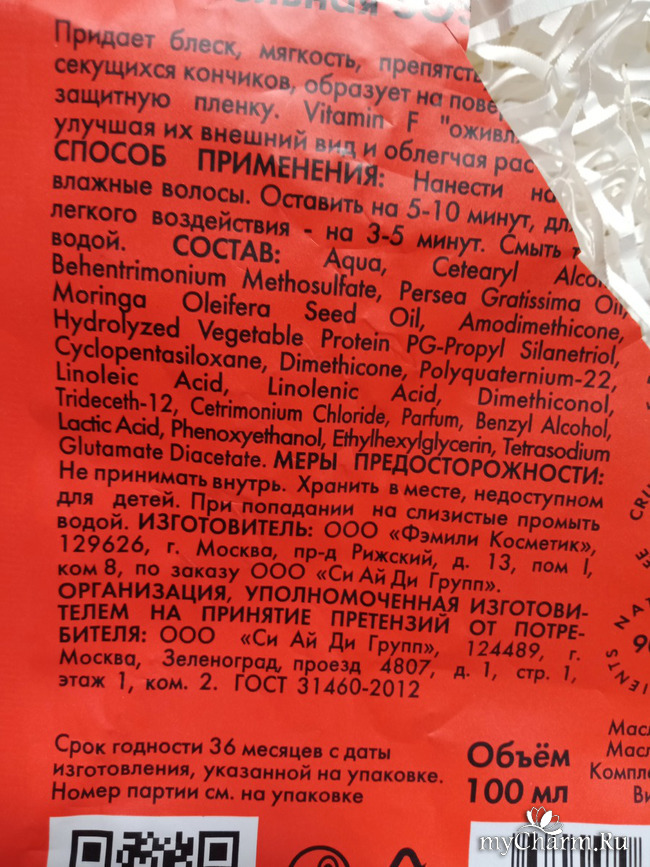 Придает блеск, мягкость,
секущихся кончиков, образует на
защитную пленку. Vitamin F
улучшая их внешний вид и облегчая
СПОСОБ ПРИМЕНЕНИЯ: Нанести на
влажные волосы. Оставить на 5-10 минут,
легкого воздействия - на 3-5 минут. Смыть
водой. СОСТАВ: Aqua, Cetearyl
Behentrimonium Methosulfate, Persea Gratissima Oil,
Moringa Oleifera Seed Oil, Amodimethicone,
Hydrolyzed Vegetable Protein PG-Propyl Silanetriol,
Cyclopentasiloxane, Dimethicone, Polyquaternium-22,
Linoleic Acid, Linolenic Acid, Dimethiconol,
Trideceth-12, Cetrimonium Chloride, Parfum, Benzyl Alcohol,
Lactic Acid, Phenoxyethanol, Ethylhexylglycerin, Tetrasodium
Glutamate Diacetate. МЕРЫ ПРЕДОСТОРОЖНОСТИ:
Не принимать внутрь. Хранить в месте, недоступном
для детей. При попадании на слизистые промыть
водой. ИЗГОТОВИТЕЛЬ: ООО «Фэмили Косметик»,
129626, г. Москва, пр-д Рижский, д. 13, пом I,
ком 8, по заказу ООО «Си Ай Ди Групп».
ОРГАНИЗАЦИЯ, УПОЛНОМОЧЕННАЯ ИЗГОТОВИ-
ТЕЛЕМ НА ПРИНЯТИЕ ПРЕТЕНЗИЙ ОТ ПОТРЕ-
БИТЕЛЯ: ООО «Си Ай Ди Групп», 124489, г.
Москва, Зеленоград, проезд 4807, д. 1, стр. 1,
этаж 1, ком. 2. ГОСТ 31460-2012
Срок годности 36 месяцев с даты
изготовления, указанной на упаковке.
Номер партии см. на упаковке
Объём
100 мл
myCharm.Ru